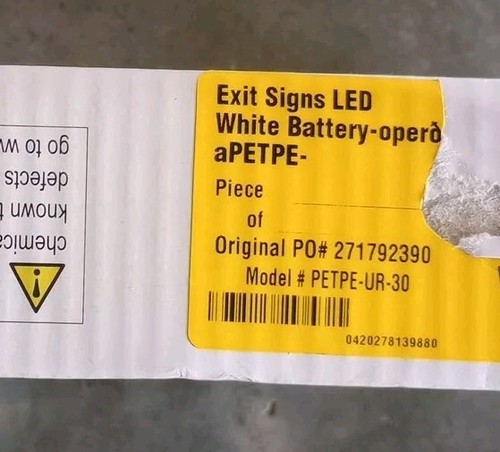 Exit Signs LED
White Battery-operð
aPETPE-
Piece
of
Original PO# 271792390
Model # PETPE-UR-30
0420278139880
chemica
known t
defects
go to ww